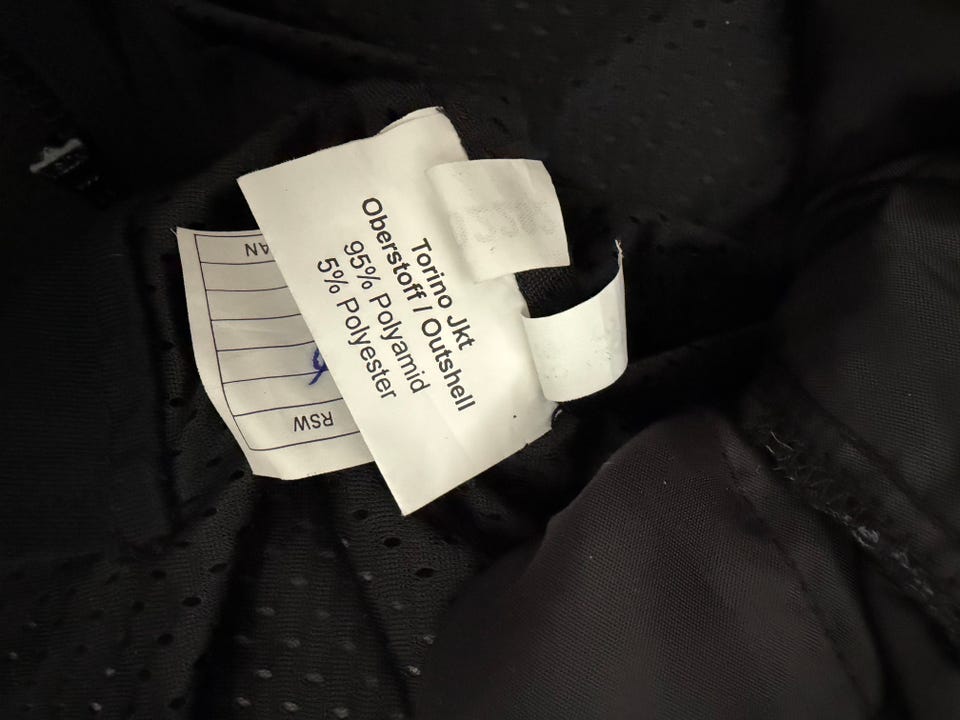 Torino Jkt
Oberstoff / Outshell
95% Polyamid
5% Polyester
AN
RSW